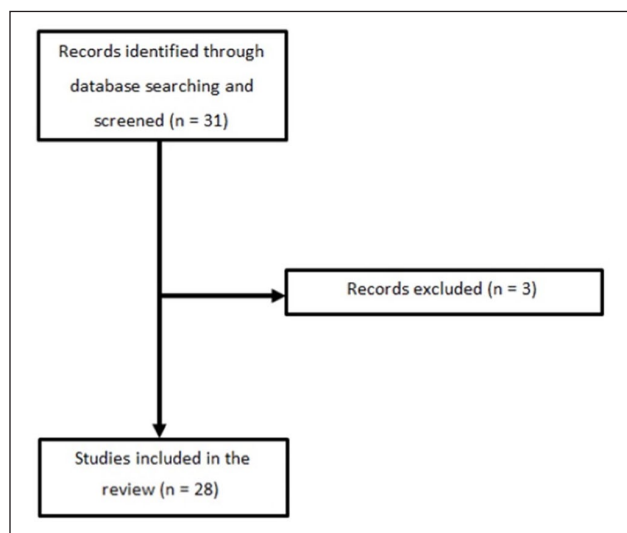 Records identified through
database searching and
screened (n = 31)
Records excluded (n = 3)
Studies included in the
review (n = 28)